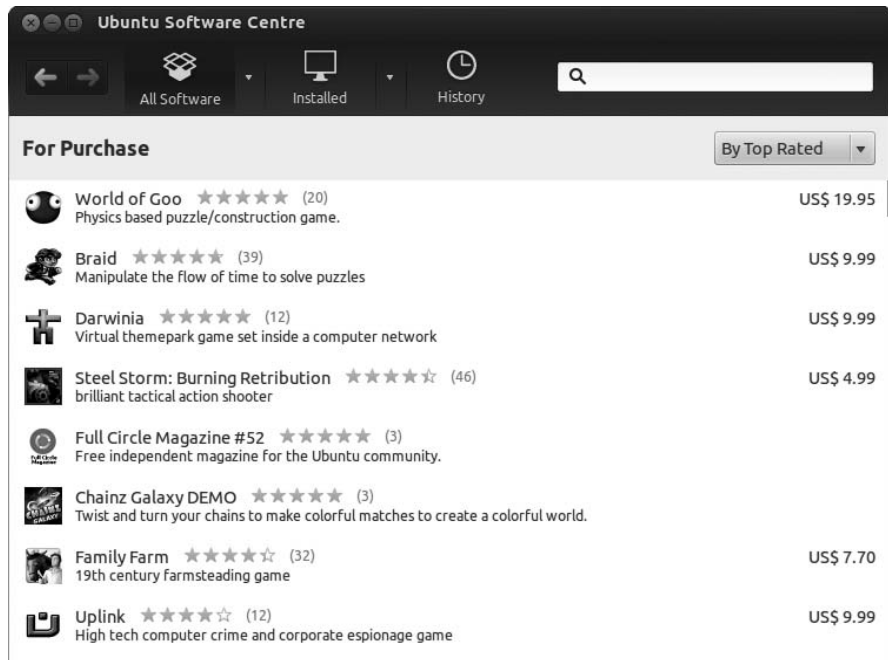 Ubuntu Software Centre
All Software
Installed
History
For Purchase
By Top Rated
World of Goo (20) US$ 19.95
Physics based puzzle/construction game.
Braid (39) US$ 9.99
Manipulate the flow of time to solve puzzles
Darwinia (12) US$ 9.99
Virtual themepark game set inside a computer network
Steel Storm: Burning Retribution (46) US$ 4.99
brilliant tactical action shooter
Full Circle Magazine #52 (3)
Free independent magazine for the Ubuntu community.
Chainz Galaxy DEMO (3)
Twist and turn your chains to make colorful matches to create a colorful world.
Family Farm (32) US$ 7.70
19th century farmsteading game
Uplink (12) US$ 9.99
High tech computer crime and corporate espionage game